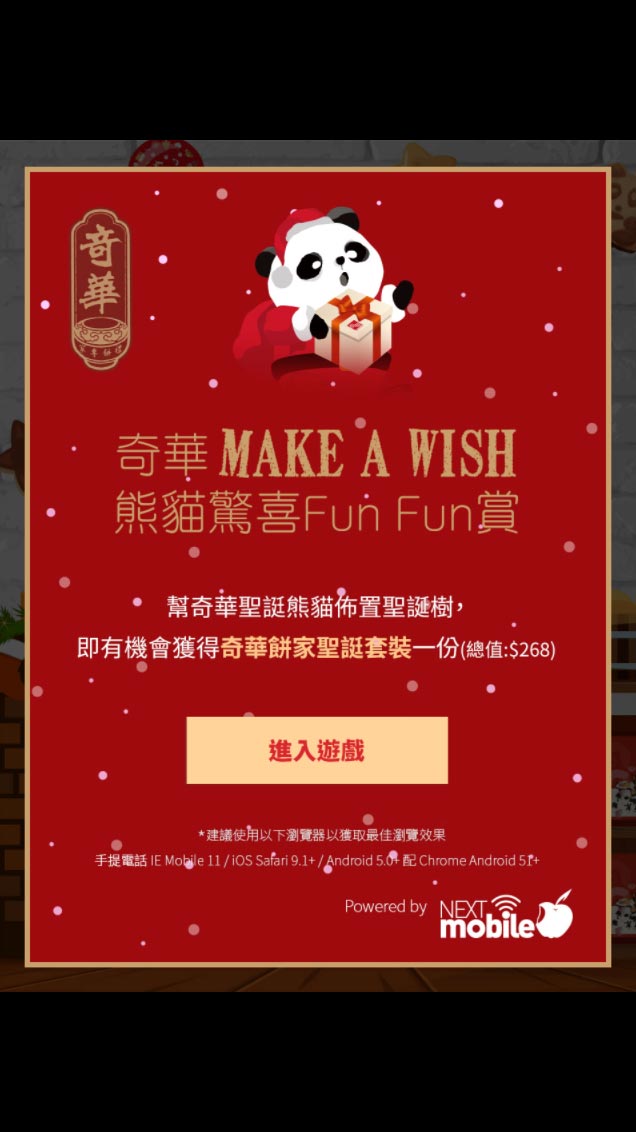 奇華
奇華 MAKE A WISH
熊貓驚喜Fun Fun賞
幫奇華聖誕熊貓佈置聖誕樹,
即有機會獲得奇華餅家聖誕套裝一份(總值:$268)
進入遊戲
*建議使用以下瀏覽器以獲取最佳瀏覽效果
手提電話 IE Mobile 11 / iOS Safari 9.1+ / Android 5.0+ 配 Chrome Android 51+
Powered by NEXT mobile